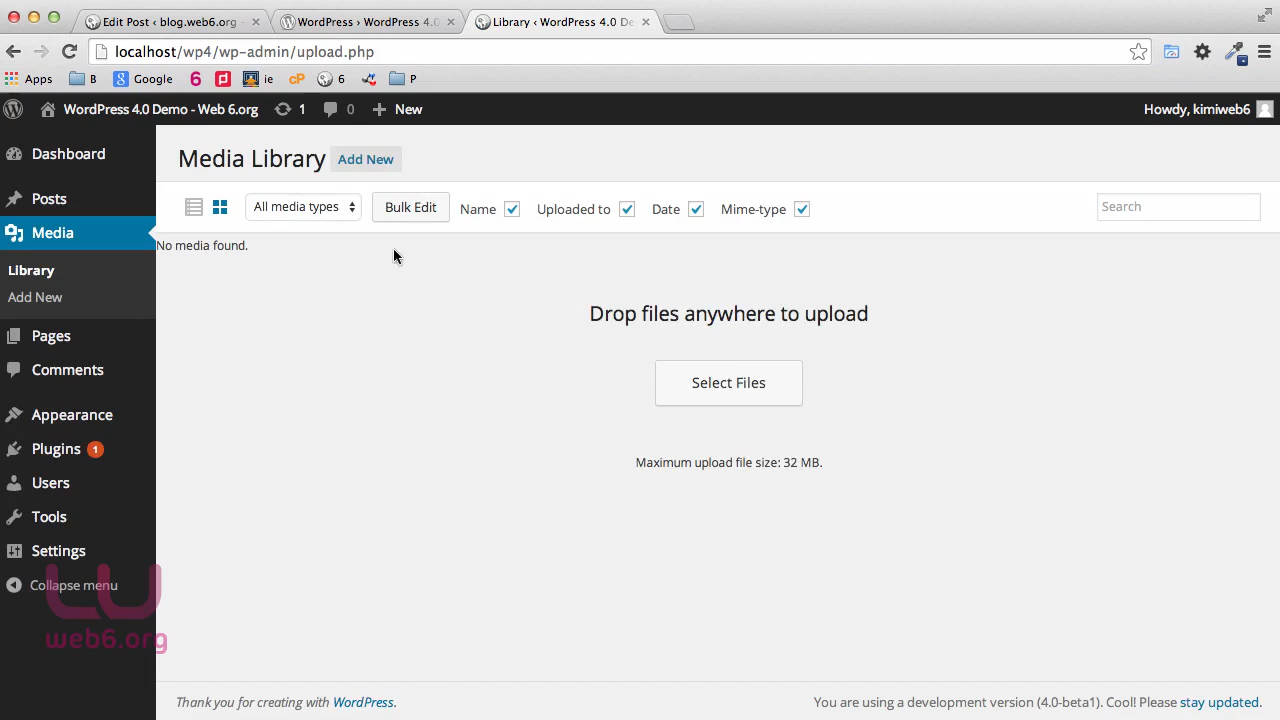 Edit Post ‹ blog.web6.org
WordPress › WordPress 4.0
Library ‹ WordPress 4.0 De
localhost/wp4/wp-admin/upload.php
Apps B Google 6 ie cP 6 P
WordPress 4.0 Demo - Web 6.org 1 0 New Howdy, kimiweb6
Dashboard
Posts
Media
Library
Add New
Pages
Comments
Appearance
Plugins 1
Users
Tools
Settings
Collapse menu
web6.org
Media Library Add New
All media types Bulk Edit Name Uploaded to Date Mime-type Search
No media found.
Drop files anywhere to upload
Select Files
Maximum upload file size: 32 MB.
Thank you for creating with WordPress.
You are using a development version (4.0-beta1). Cool! Please stay updated.